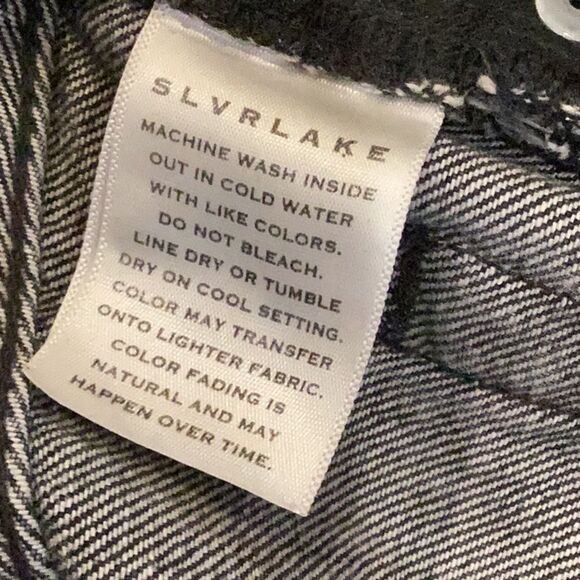 SLVRLAKE
MACHINE WASH INSIDE
OUT IN COLD WATER
WITH LIKE COLORS.
DO NOT BLEACH.
LINE DRY OR TUMBLE
DRY ON COOL SETTING.
COLOR MAY TRANSFER
ONTO LIGHTER FABRIC.
COLOR FADING IS
NATURAL AND MAY
HAPPEN OVER TIME.